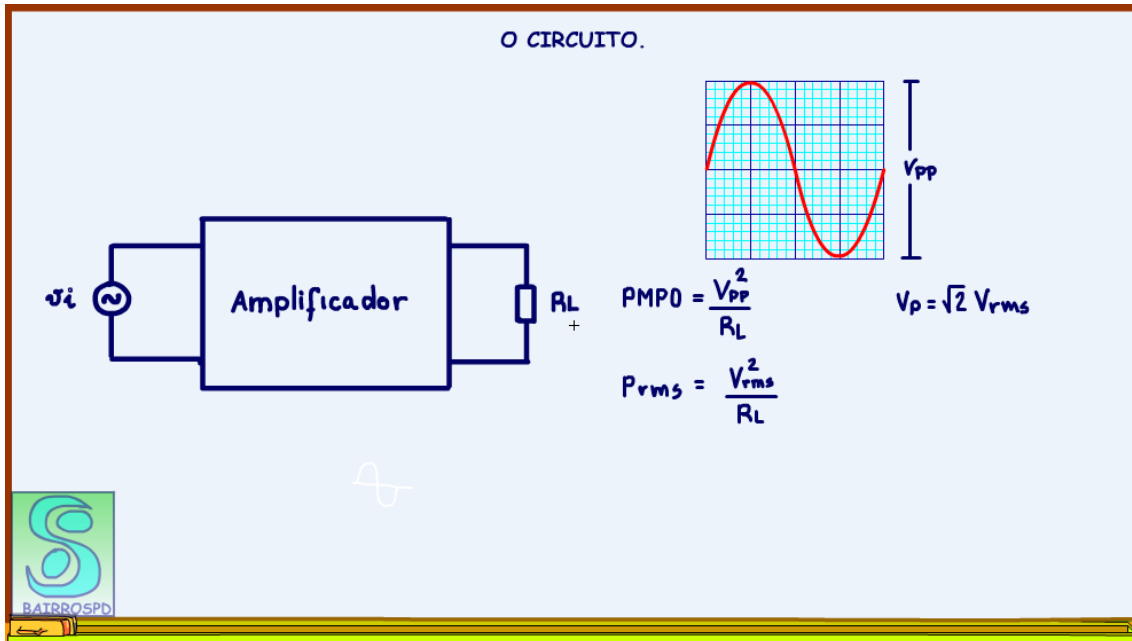 O CIRCUITO.
Vpp
vi
Amplificador
RL
PMPO = Vpp² / RL
Vp = √2 Vrms
Prms = Vrms² / RL
BAIRROSPD